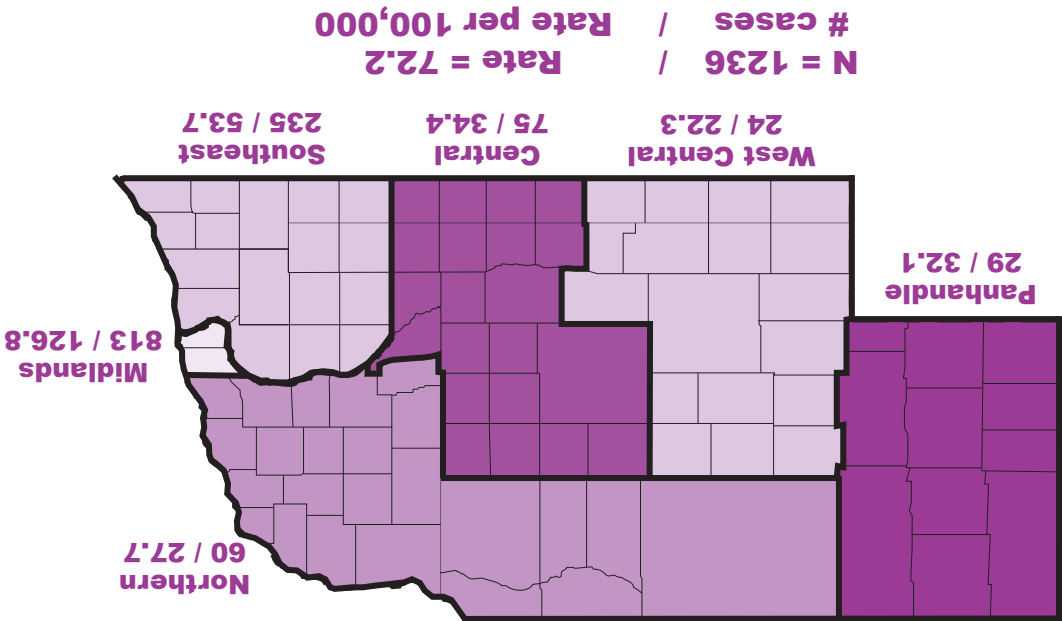 Northern
60 / 27.7
Midlands
813 / 126.8
Panhandle
29 / 32.1
West Central
24 / 22.3
Central
75 / 34.4
Southeast
235 / 53.7
N = 1236 / Rate = 72.2
# cases / Rate per 100,000